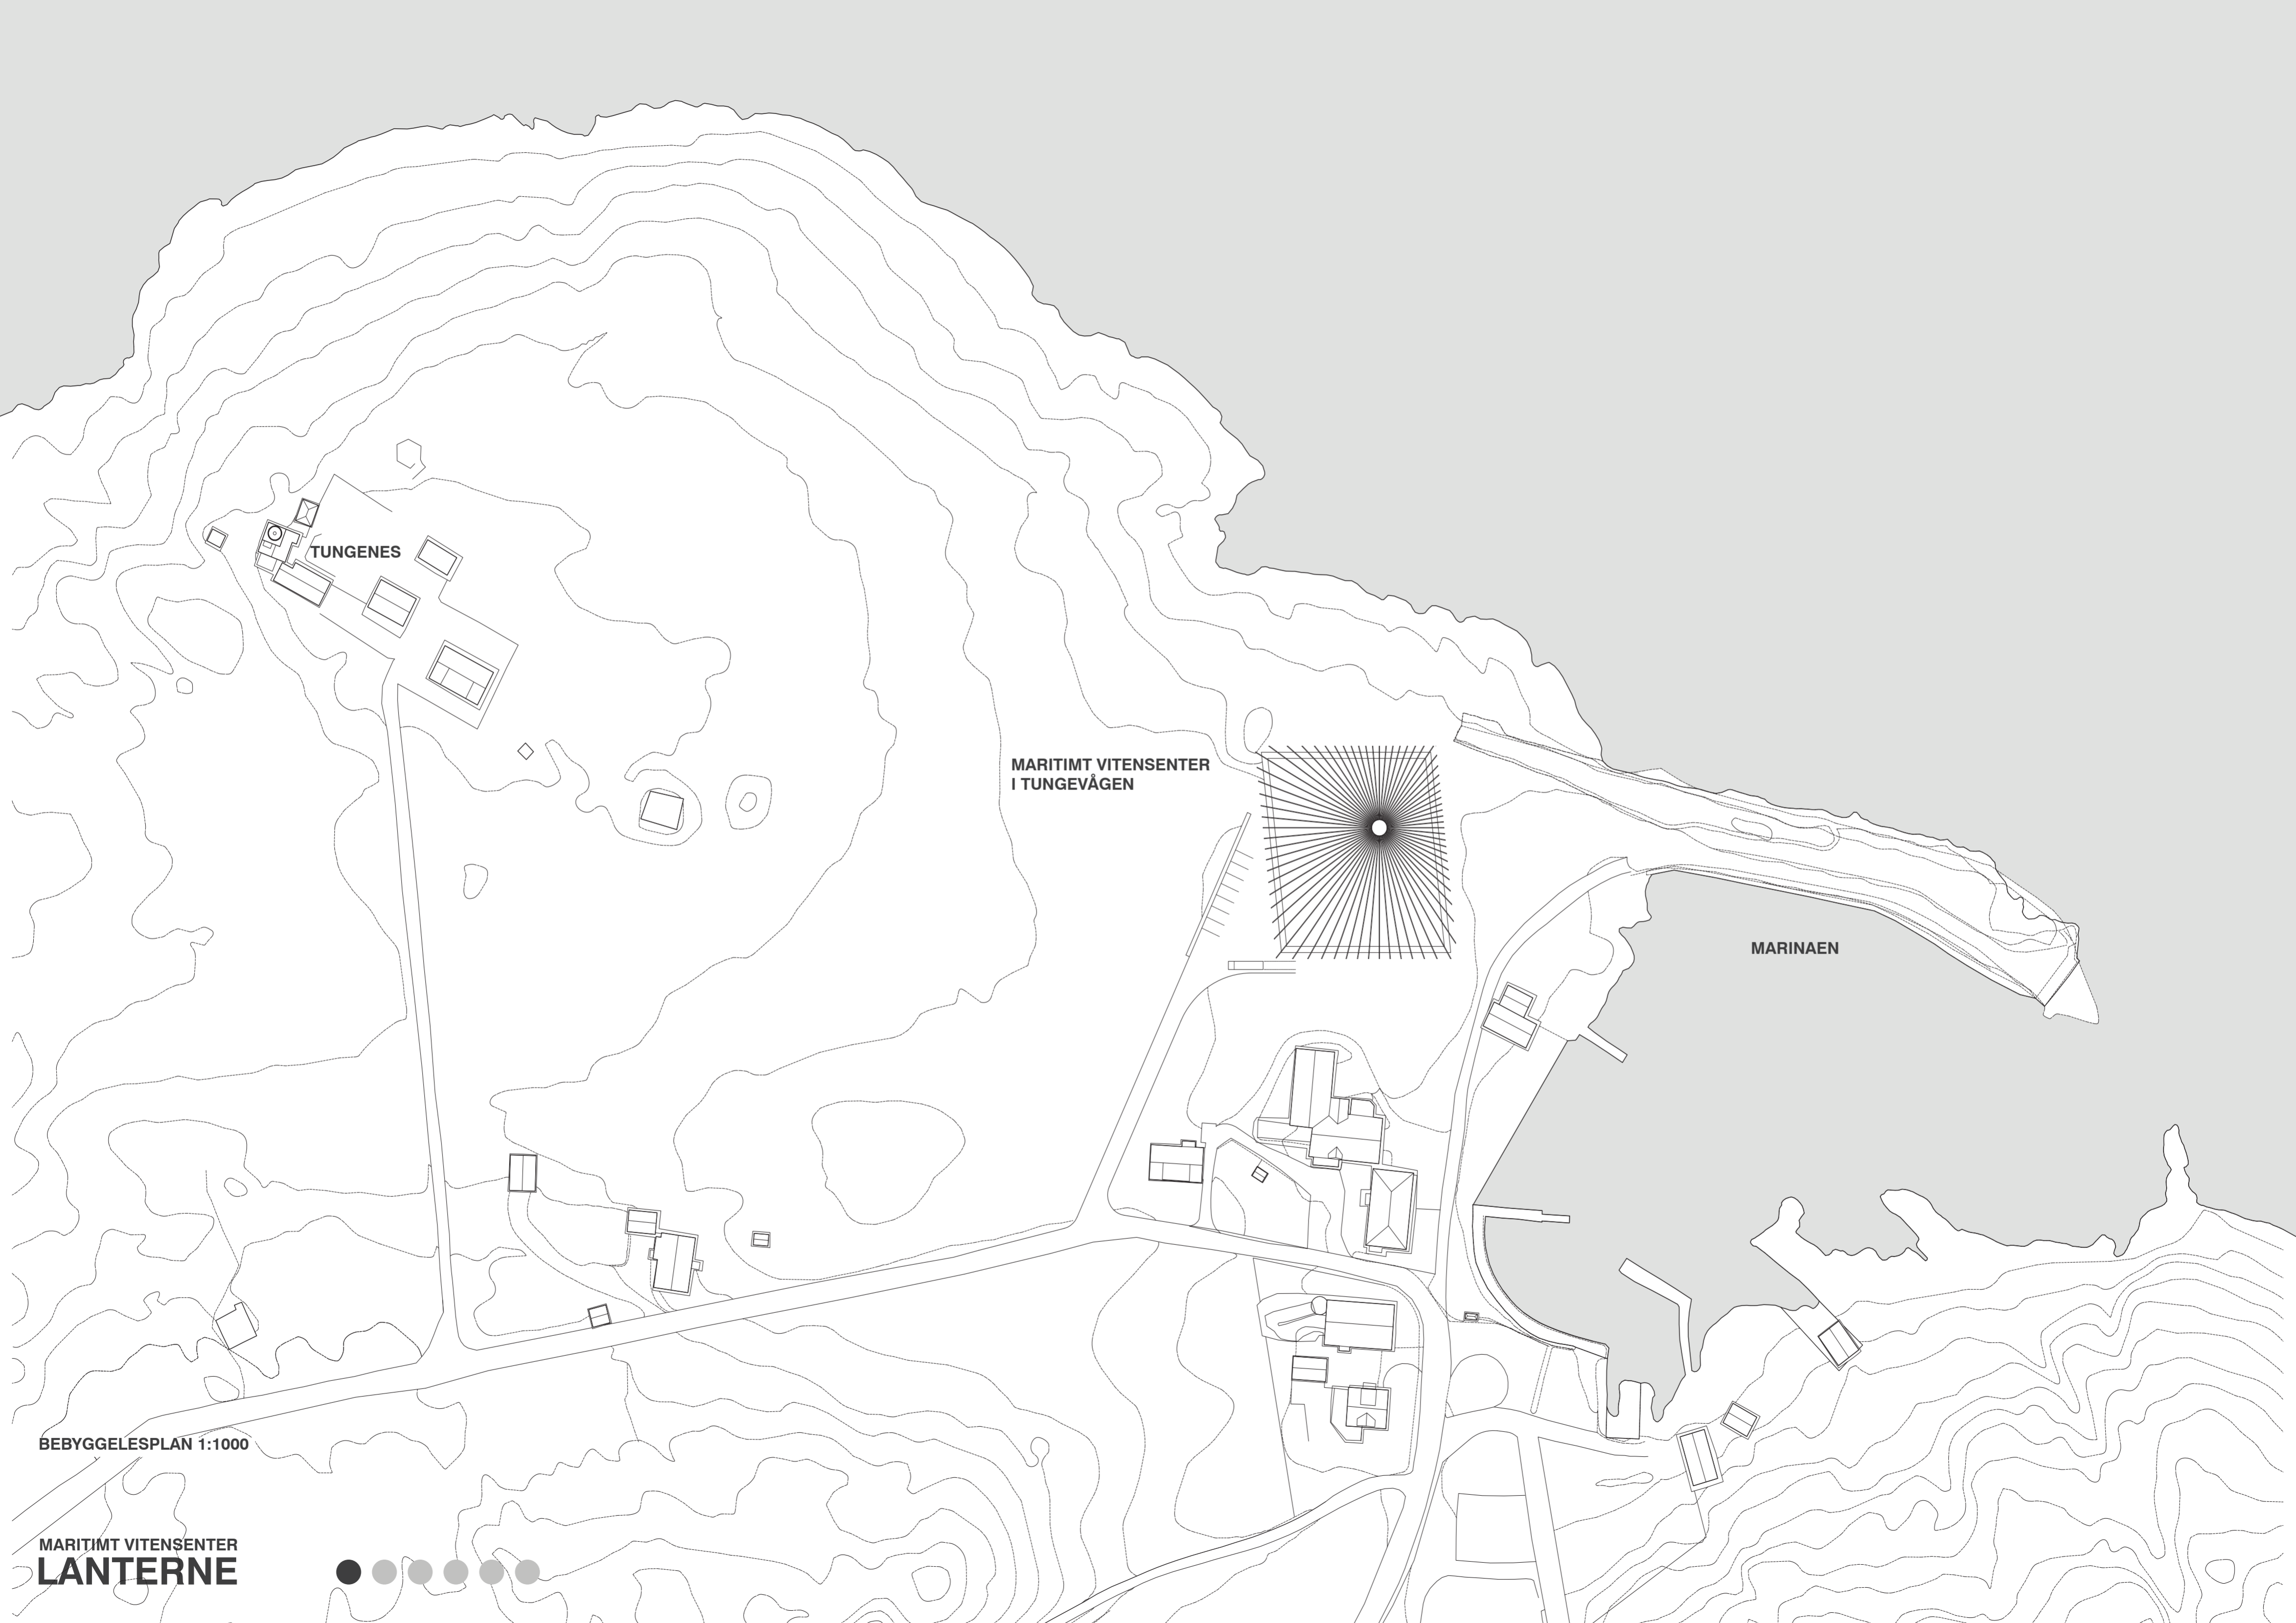 TUNGENES
MARITIMT VITENSENTER
I TUNGEVÅGEN
MARINAEN
BEBYGGELESPLAN 1:1000
MARITIMT VITENSENTER
LANTERNE